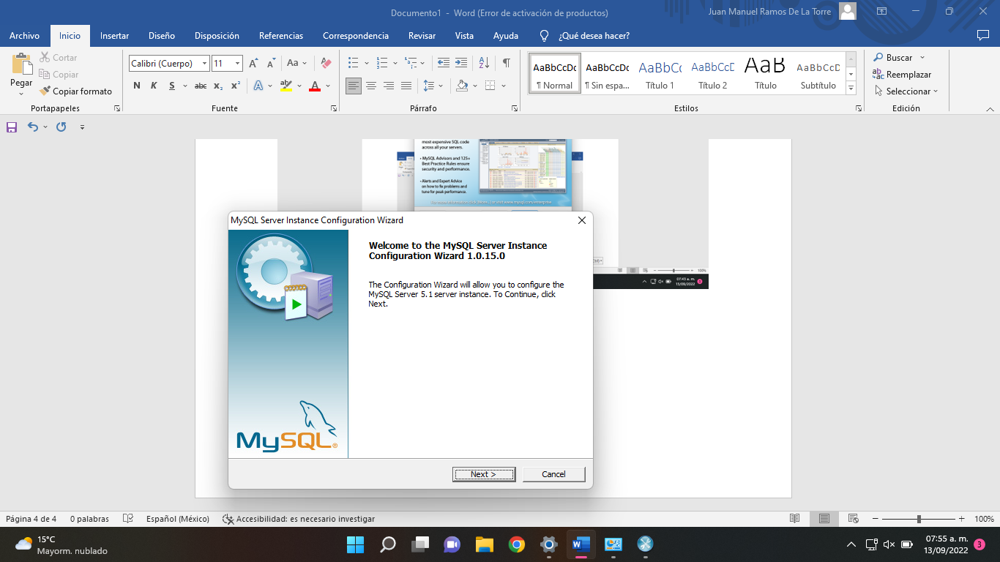 Documento1 - Word (Error de activación de productos)
Juan Manuel Ramos De La Torre
Archivo Inicio Insertar Diseño Disposición Referencias Correspondencia Revisar Vista Ayuda ¿Qué desea hacer?
Pegar
Cortar
Copiar
Copiar formato
Portapapeles
Calibri (Cuerpo) 11
N K S abc x₂ x²
Fuente
Párrafo
AaBbCcDc AaBbCcDc AaBbCc AaBbCcD AaB AaBbCcD
¶ Normal ¶ Sin espa... Título 1 Título 2 Título Subtítulo
Estilos
Buscar
Reemplazar
Seleccionar
Edición
most expensive SQL code
across all your servers.
• MySQL Advisors and 125+
Best Practice Rules ensure
security and performance.
• Alerts and Expert Advice
on how to fix problems and
tune for peak performance.
100%
07:45 a. m.
13/09/2022
MySQL Server Instance Configuration Wizard
Welcome to the MySQL Server Instance
Configuration Wizard 1.0.15.0
The Configuration Wizard will allow you to configure the
MySQL Server 5.1 server instance. To Continue, click
Next.
MySQL®
Next > Cancel
Página 4 de 4 0 palabras Español (México) Accesibilidad: es necesario investigar 100%
15°C
Mayorm. nublado
07:55 a. m.
13/09/2022
3